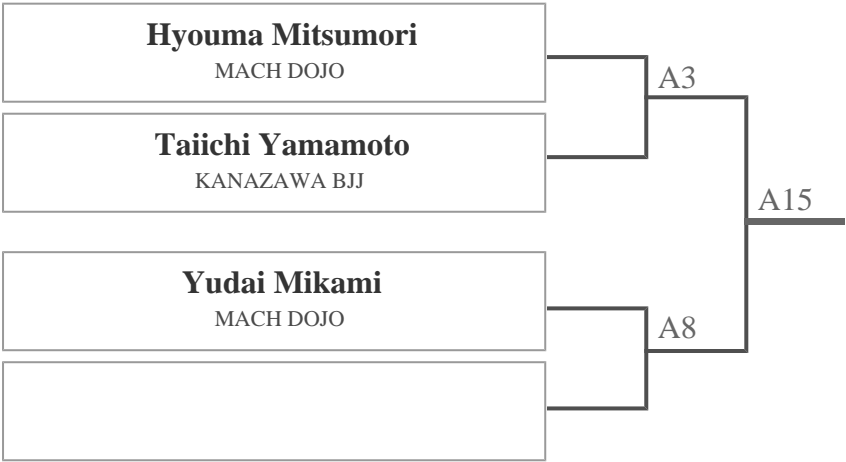 Hyouma Mitsumori
MACH DOJO
A3
Taiichi Yamamoto
KANAZAWA BJJ
A15
Yudai Mikami
MACH DOJO
A8